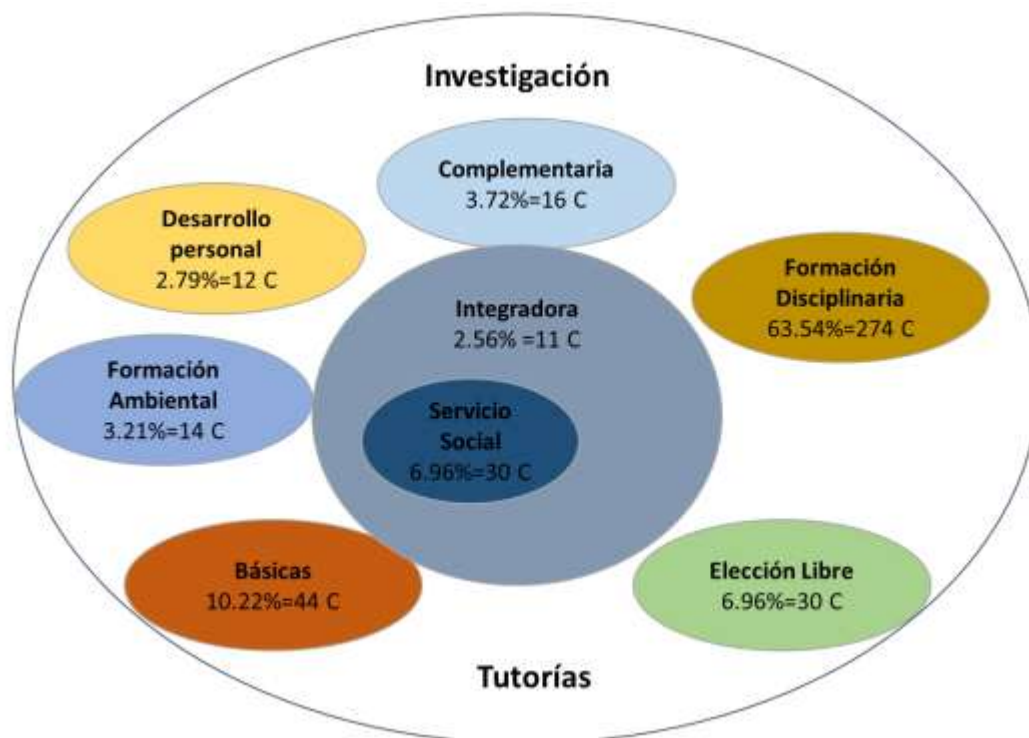 Investigación
Complementaria
3.72%=16 C
Desarrollo
personal
2.79%=12 C
Formación
Disciplinaria
63.54%=274 C
Integradora
2.56% =11 C
Formación
Ambiental
3.21%=14 C
Servicio
Social
6.96%=30 C
Básicas
10.22%=44 C
Elección Libre
6.96%=30 C
Tutorías